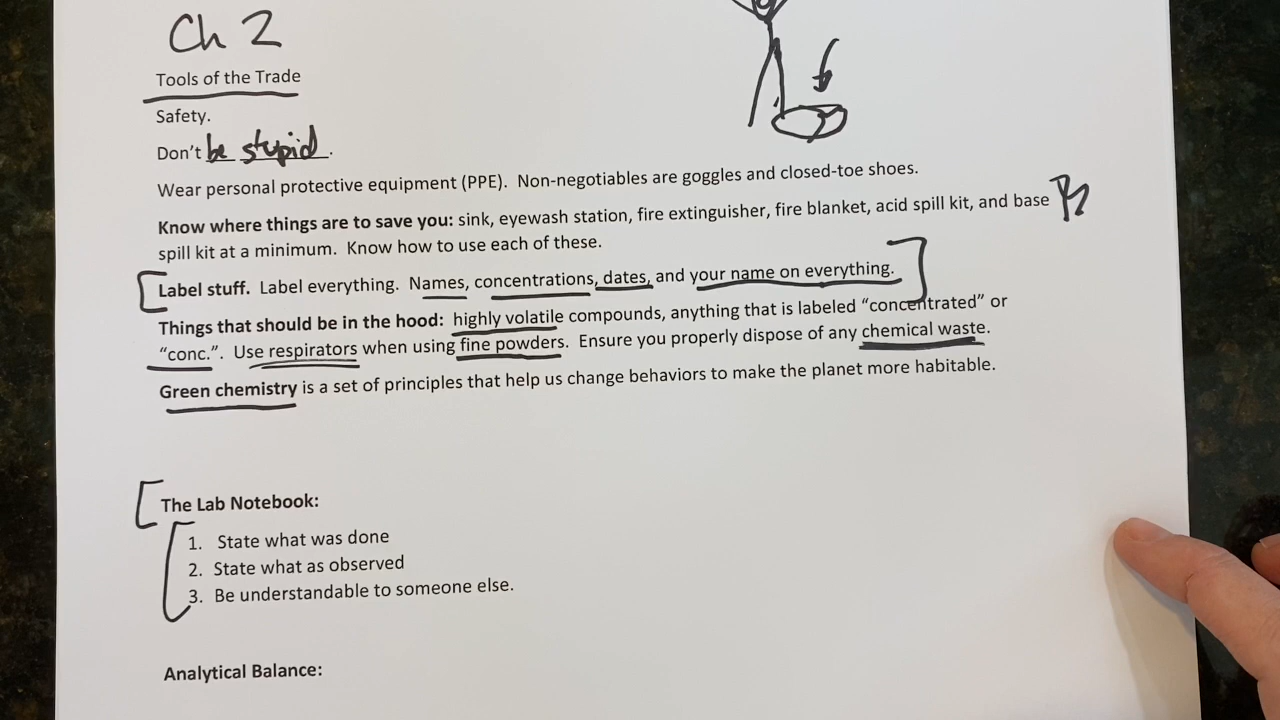 Ch 2
Tools of the Trade
Safety.
Don't be stupid.
Wear personal protective equipment (PPE). Non-negotiables are goggles and closed-toe shoes.
Know where things are to save you: sink, eyewash station, fire extinguisher, fire blanket, acid spill kit, and base
spill kit at a minimum. Know how to use each of these.
Label stuff. Label everything. Names, concentrations, dates, and your name on everything.
Things that should be in the hood: highly volatile compounds, anything that is labeled “concentrated” or
“conc.”. Use respirators when using fine powders. Ensure you properly dispose of any chemical waste.
Green chemistry is a set of principles that help us change behaviors to make the planet more habitable.
The Lab Notebook:
1. State what was done
2. State what as observed
3. Be understandable to someone else.
Analytical Balance: